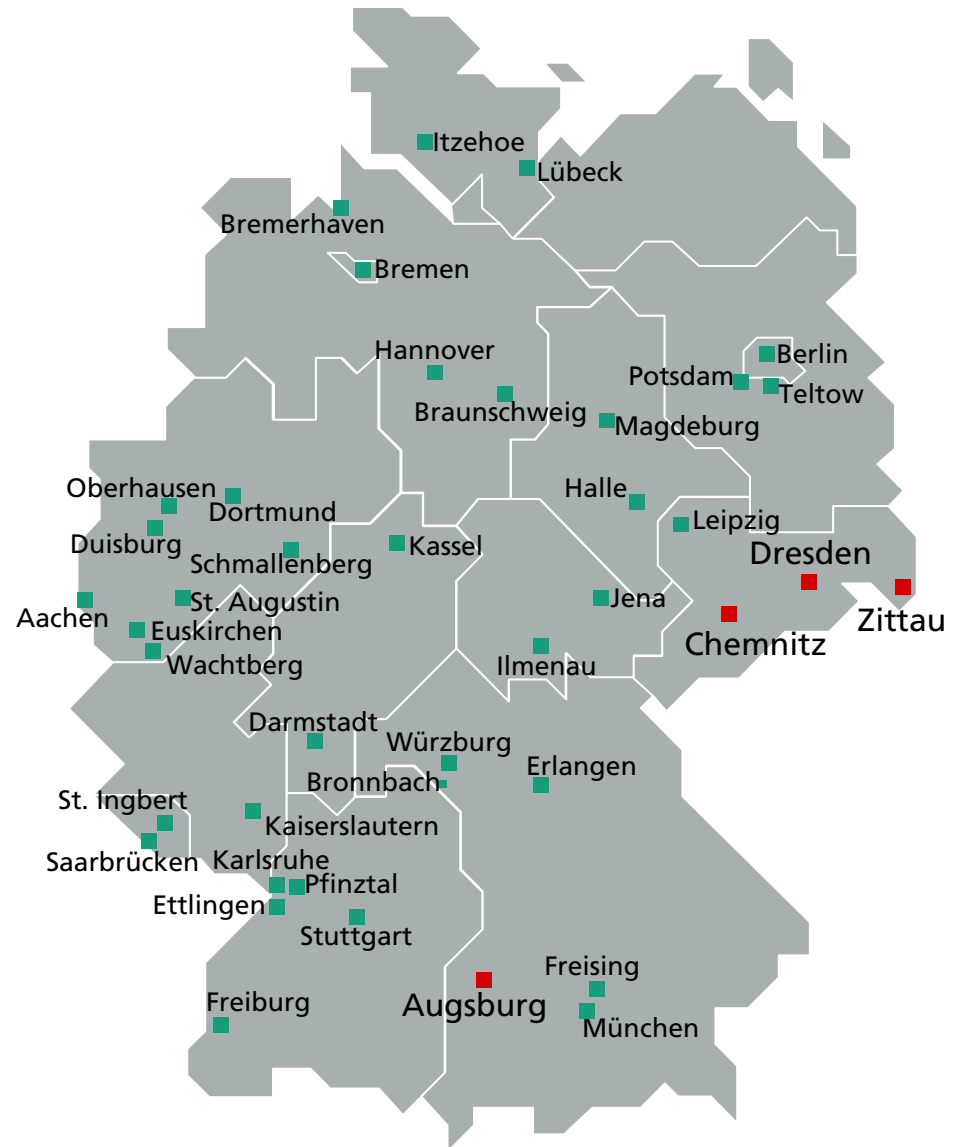 Itzehoe
Lübeck
Bremerhaven
Bremen
Hannover
Berlin
Potsdam
Teltow
Braunschweig
Magdeburg
Oberhausen
Halle
Dortmund
Leipzig
Duisburg
Kassel
Schmallenberg
Dresden
St. Augustin
Jena
Aachen
Zittau
Euskirchen
Chemnitz
Wachtberg
Ilmenau
Darmstadt
Würzburg
Erlangen
Bronnbach
St. Ingbert
Kaiserslautern
Saarbrücken
Karlsruhe
Pfinztal
Ettlingen
Stuttgart
Freising
Freiburg
Augsburg
München